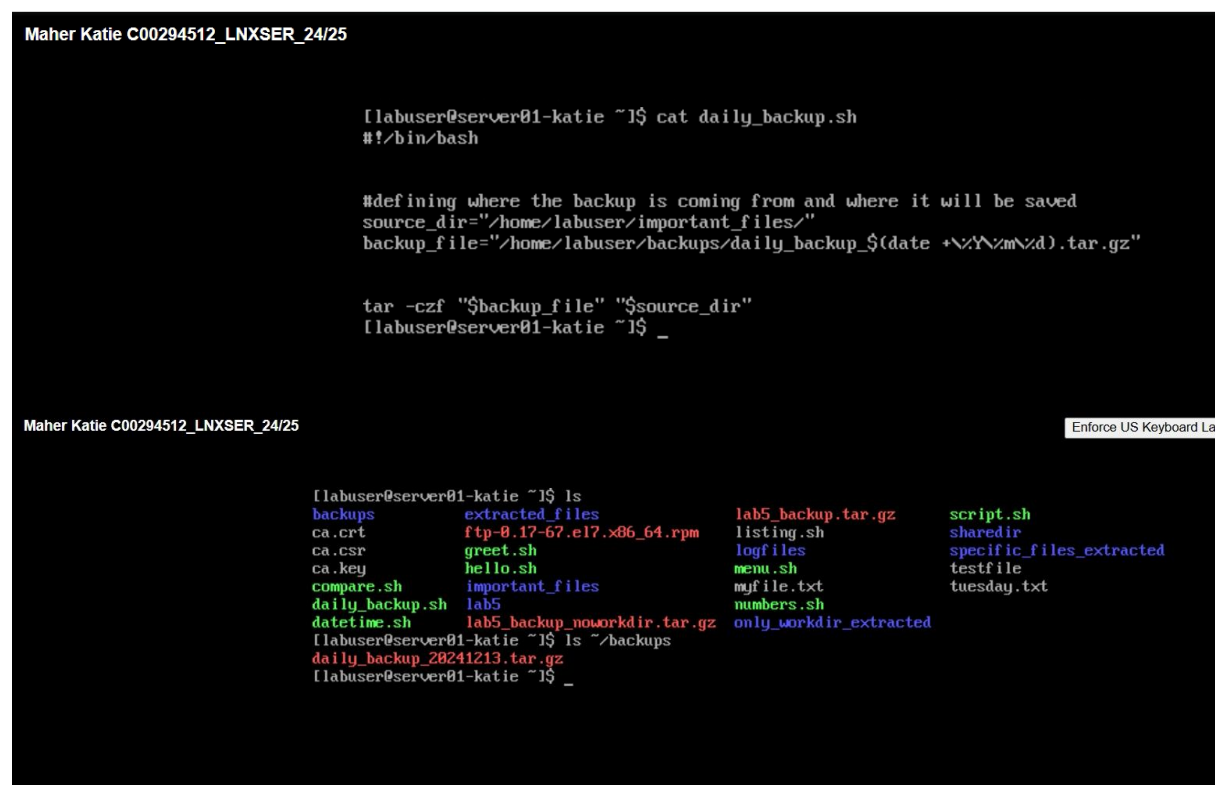 Maher Katie C00294512_LNXSER_24/25
[labuser@server01-katie ~]$ cat daily_backup.sh
#!/bin/bash
#defining where the backup is coming from and where it will be saved
source_dir="/home/labuser/important_files/"
backup_file="/home/labuser/backups/daily_backup_$(date +\%Y\%m\%d).tar.gz"
tar -czf "$backup_file" "$source_dir"
[labuser@server01-katie ~]$ _
Maher Katie C00294512_LNXSER_24/25
Enforce US Keyboard La
[labuser@server01-katie ~]$ ls
backups extracted_files lab5_backup.tar.gz script.sh
ca.crt ftp-0.17-67.el7.x86_64.rpm listing.sh sharedir
ca.csr greet.sh logfiles specific_files_extracted
ca.key hello.sh menu.sh testfile
compare.sh important_files myfile.txt tuesday.txt
daily_backup.sh lab5 numbers.sh
datetime.sh lab5_backup_noworkdir.tar.gz only_workdir_extracted
[labuser@server01-katie ~]$ ls ~/backups
daily_backup_20241213.tar.gz
[labuser@server01-katie ~]$ _